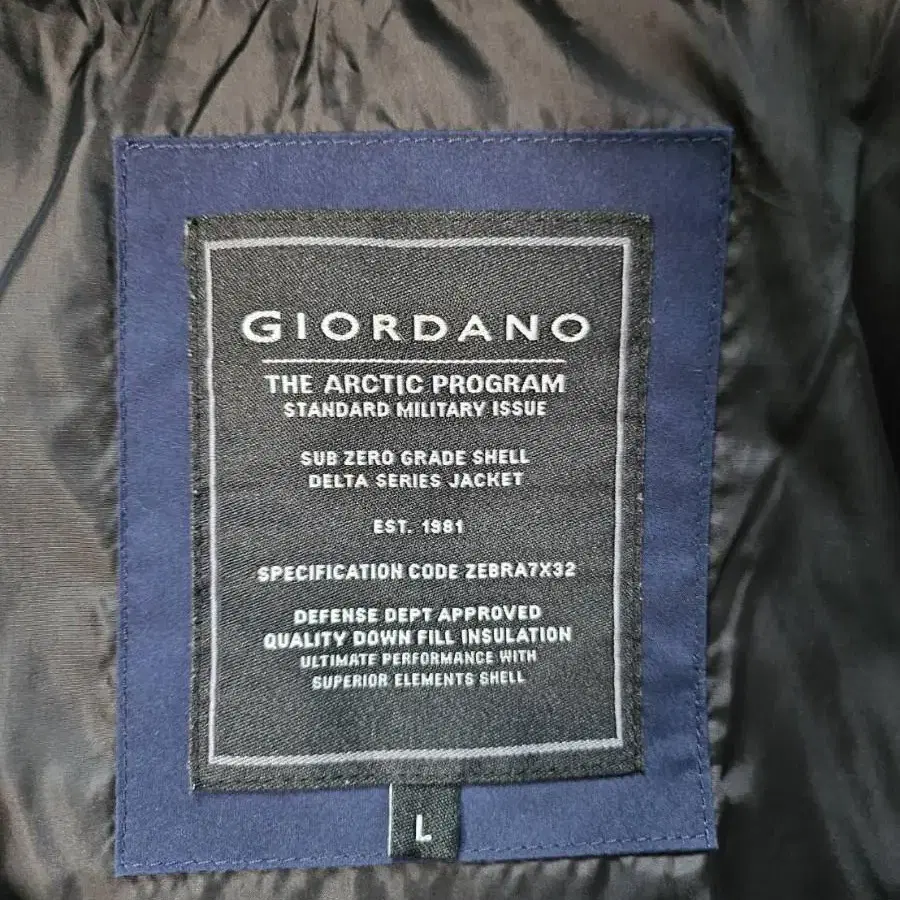 GIORDANO
THE ARCTIC PROGRAM
STANDARD MILITARY ISSUE
SUB ZERO GRADE SHELL
DELTA SERIES JACKET
EST. 1981
SPECIFICATION CODE ZEBRA7X32
DEFENSE DEPT APPROVED
QUALITY DOWN FILL INSULATION
ULTIMATE PERFORMANCE WITH
SUPERIOR ELEMENTS SHELL
L